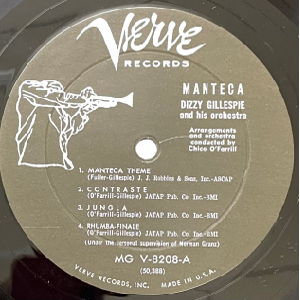 Verve
RECORDS
MANTECA
DIZZY GILLESPIE
and his orchestra
Arrangements
and orchestra
conducted by
Chico O'Farrill
1. MANTECA THEME
(Fuller-Gillespie) J. J. Robbins & Sons, Inc.-ASCAP
2. CONTRASTE
(O'Farrill-Gillespie) JATAP Pub. Co Inc.-BMI
3. JUNGLA
(O'Farrill-Gillespie) JATAP Pub. Co Inc.-BMI
4. RHUMBA-FINALE
(O'Farrill-Gillespie) JATAP Pub. Co Inc.-BMI
(Under the personal supervision of Norman Granz)
MG V-8208-A
(50,388)
VERVE RECORDS, INC. MADE IN U.S.A.